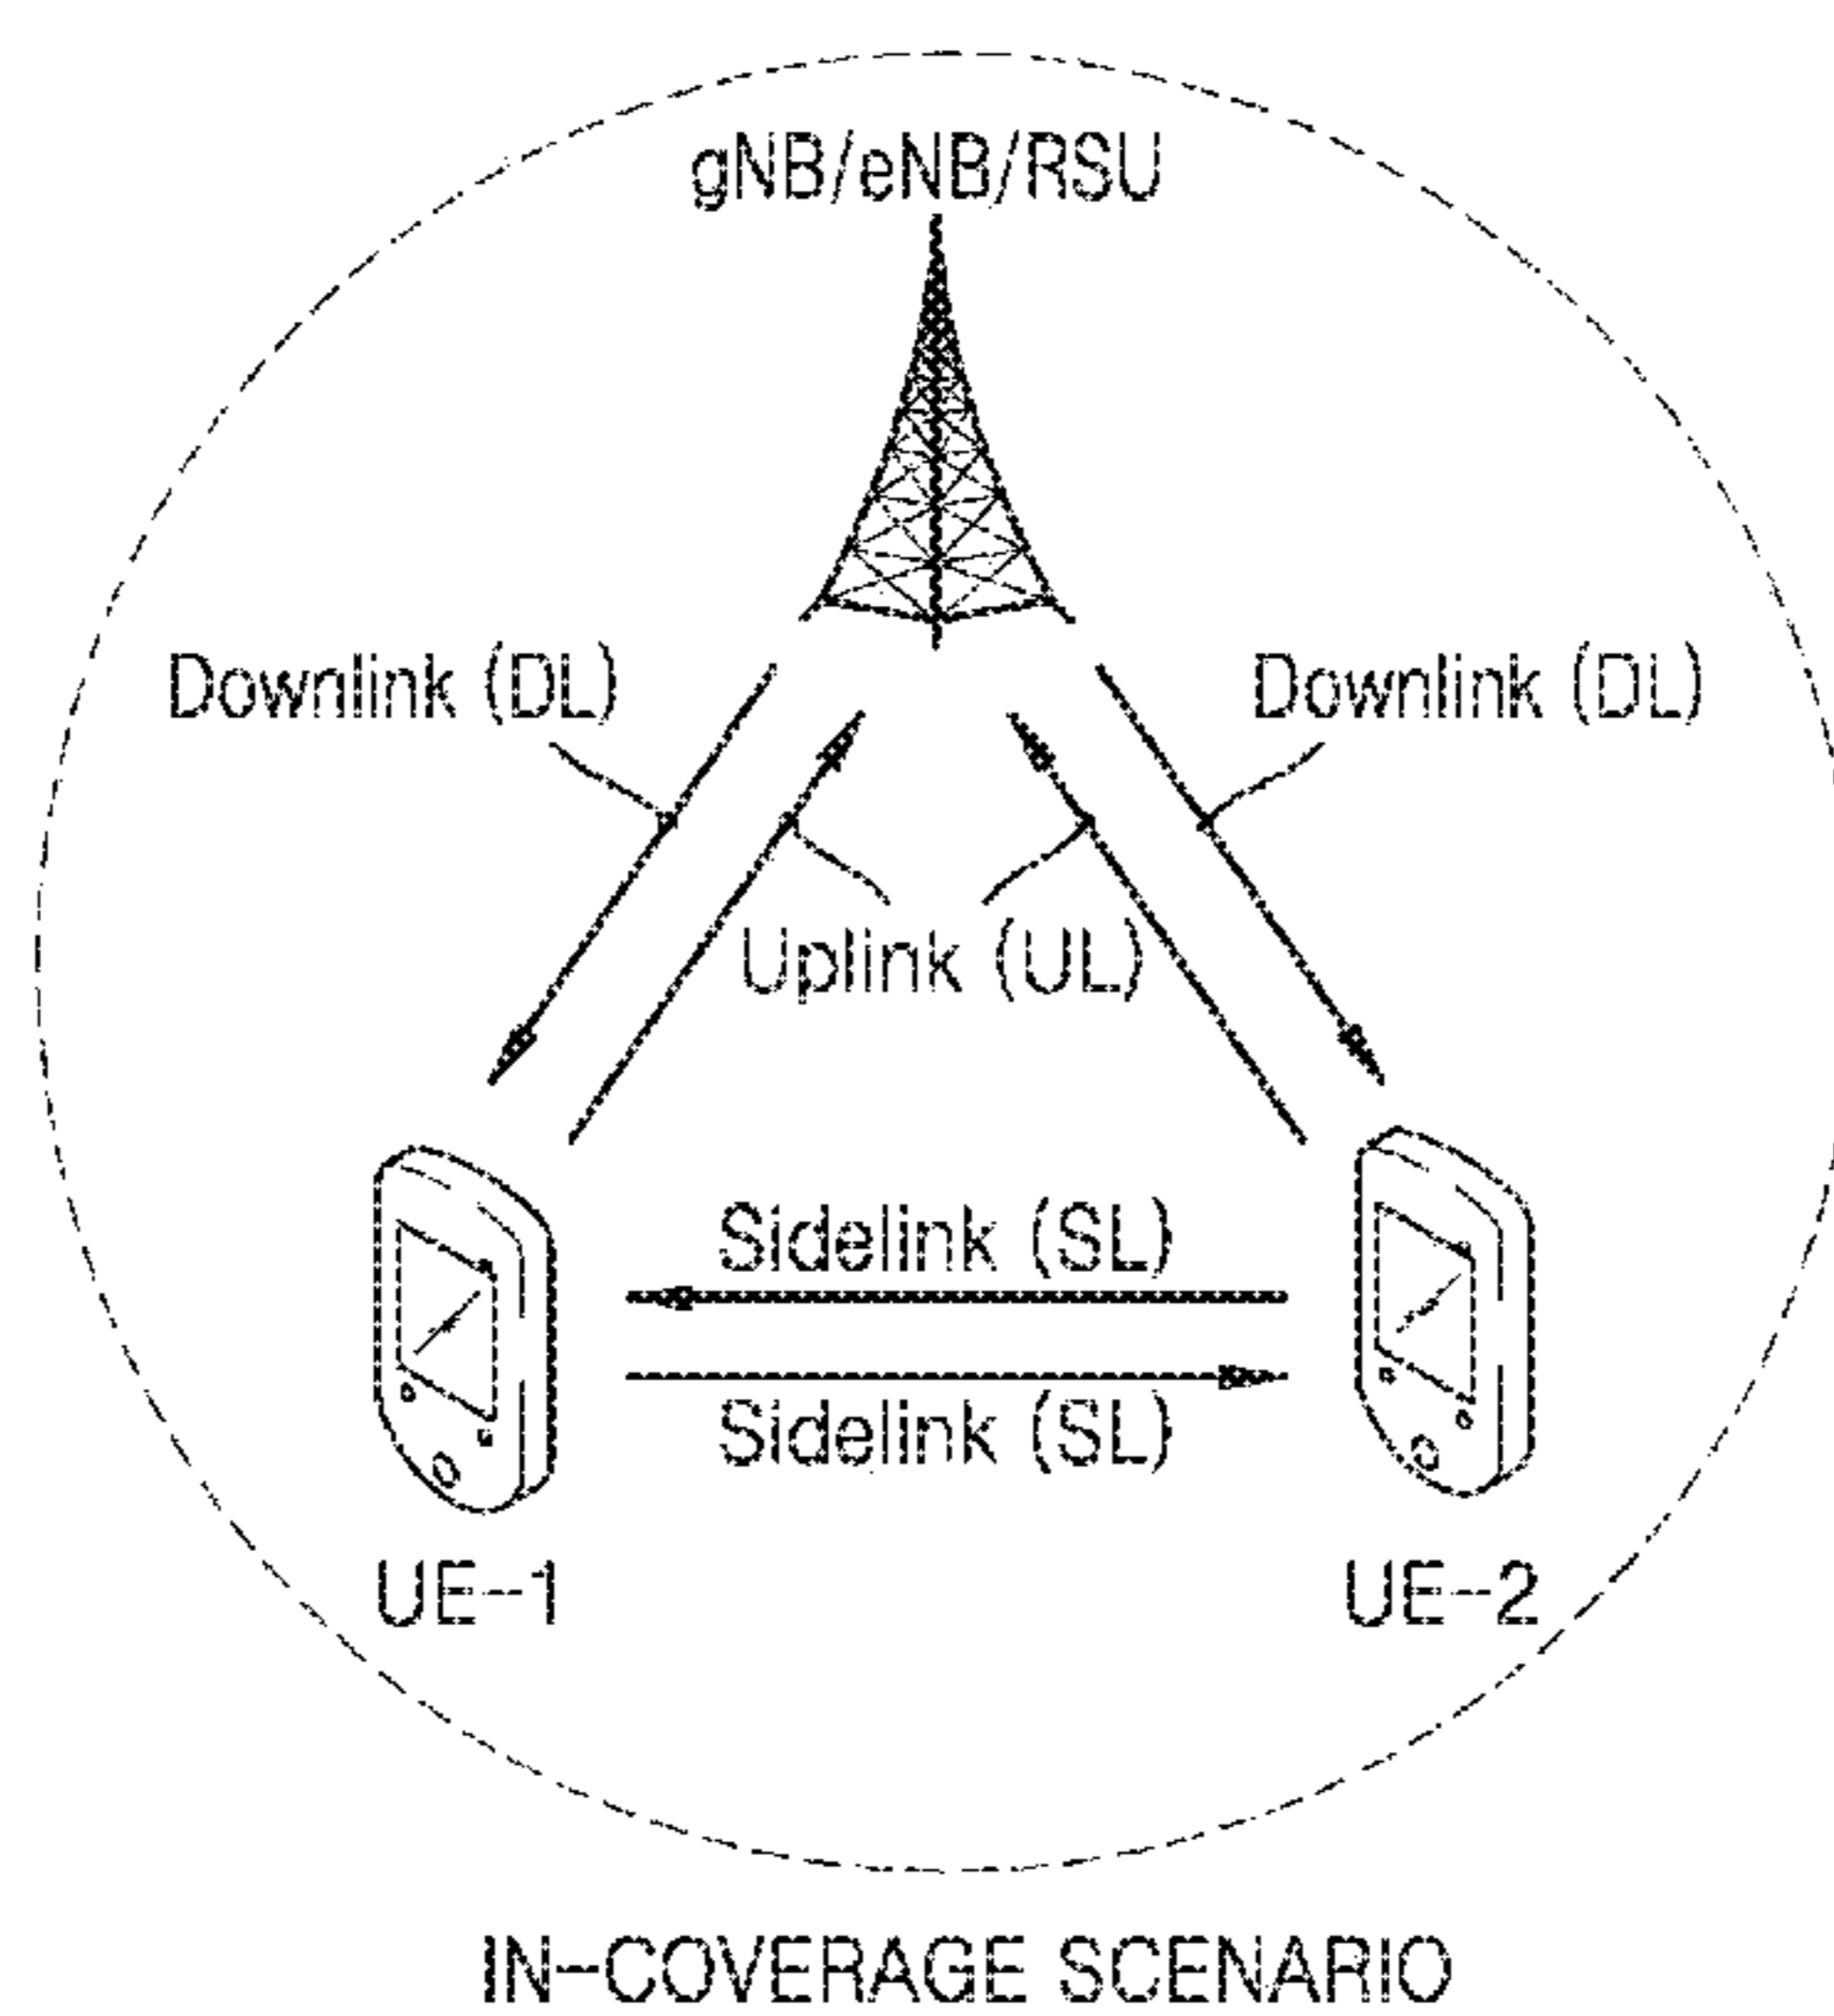 gNB/eNB/RSU
Downlink (DL)
Downlink (DL)
Uplink (UL)
Sidelink (SL)
Sidelink (SL)
UE-1
UE-2
IN-COVERAGE SCENARIO